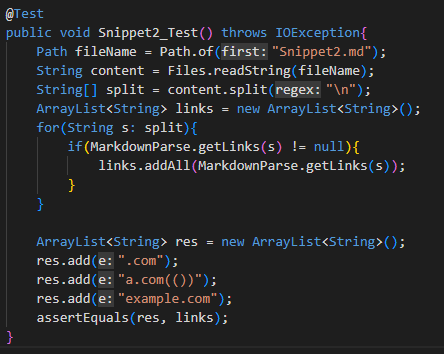 @Test
public void Snippet2_Test() throws IOException{
    Path fileName = Path.of(first: "Snippet2.md");
    String content = Files.readString(fileName);
    String[] split = content.split(regex: "\n");
    ArrayList<String> links = new ArrayList<String>();
    for(String s: split){
        if(MarkdownParse.getLinks(s) != null){
            links.addAll(MarkdownParse.getLinks(s));
        }
    }

    ArrayList<String> res = new ArrayList<String>();
    res.add(e: ".com");
    res.add(e: "a.com(())");
    res.add(e: "example.com");
    assertEquals(res, links);
}